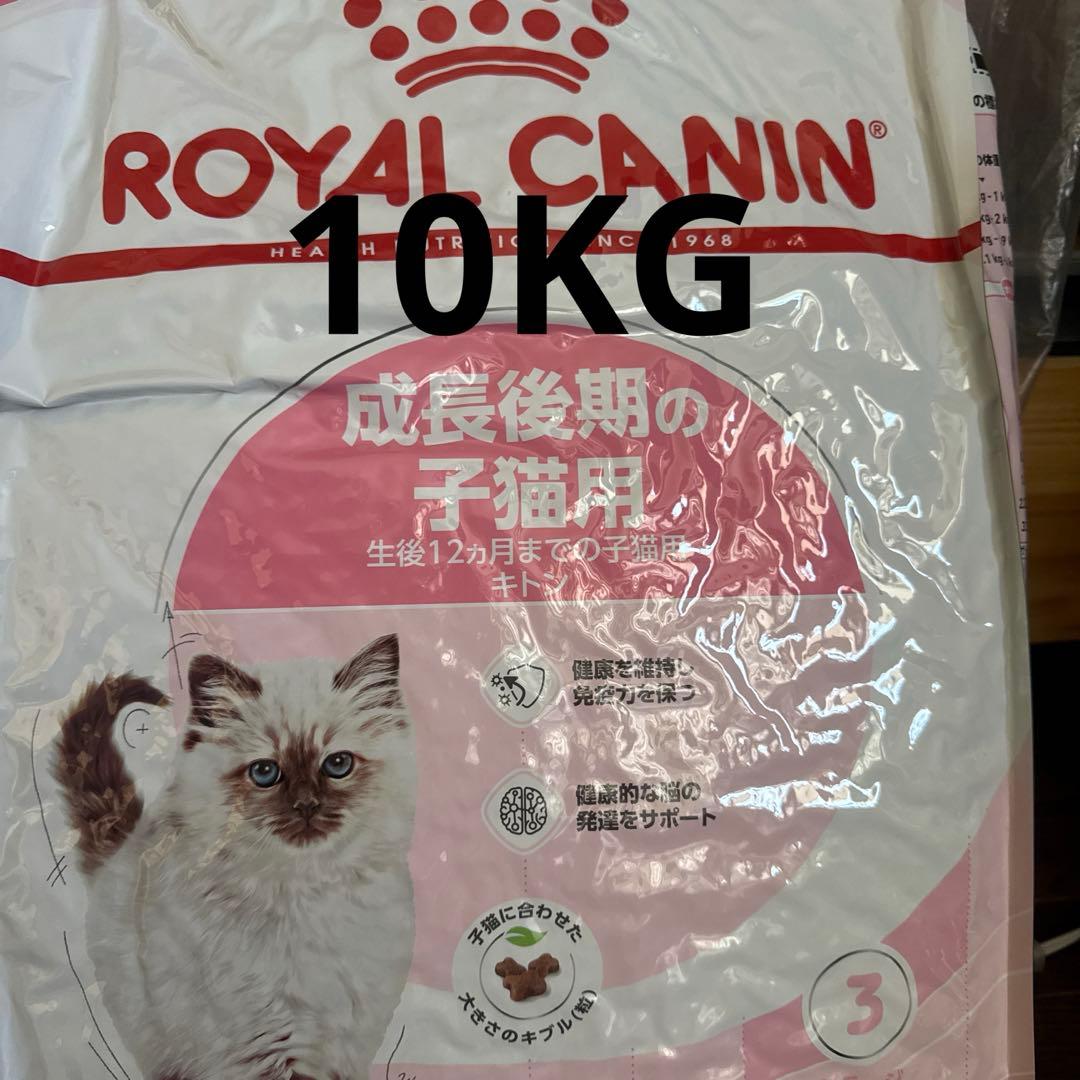 ROYAL CANIN®
HEALTH NUTRITION SINCE 1968
10KG
成長後期の
子猫用
生後12ヵ月までの子猫用
キトン
健康を維持し
免疫力を保つ
健康的な脳の
発達をサポート
子猫に合わせた
大きさのキブル(粒)
3